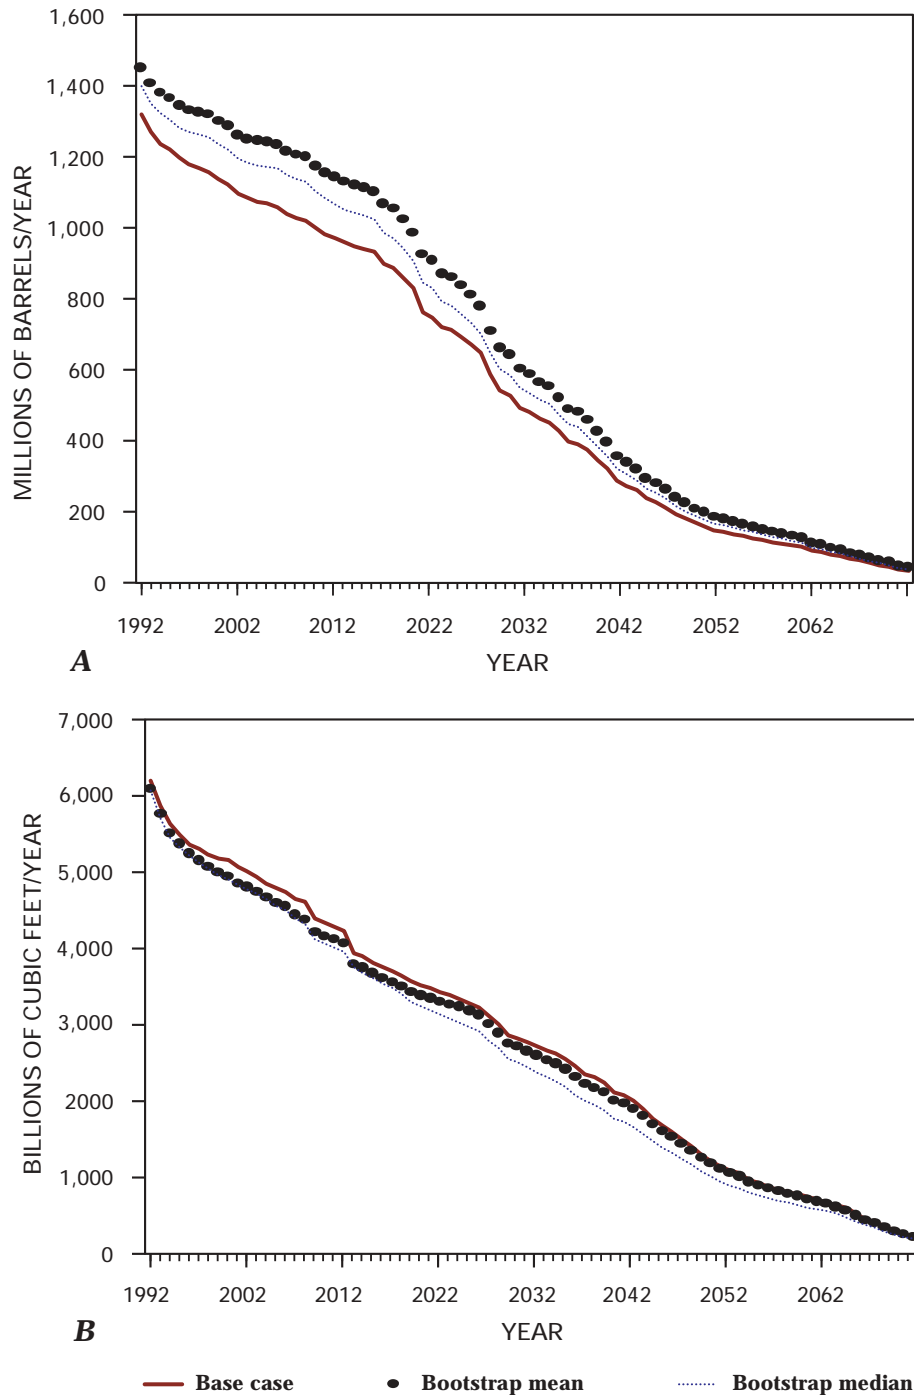 1,600
1,400
1,200
1,000
800
600
400
200
0
MILLIONS OF BARRELS/YEAR
1992 2002 2012 2022 2032 2042 2052 2062
YEAR
A
7,000
6,000
5,000
4,000
3,000
2000
1,000
0
BILLIONS OF CUBIC FEET/YEAR
1992 2002 2012 2022 2032 2042 2052 2062
YEAR
B
Base case Bootstrap mean Bootstrap median